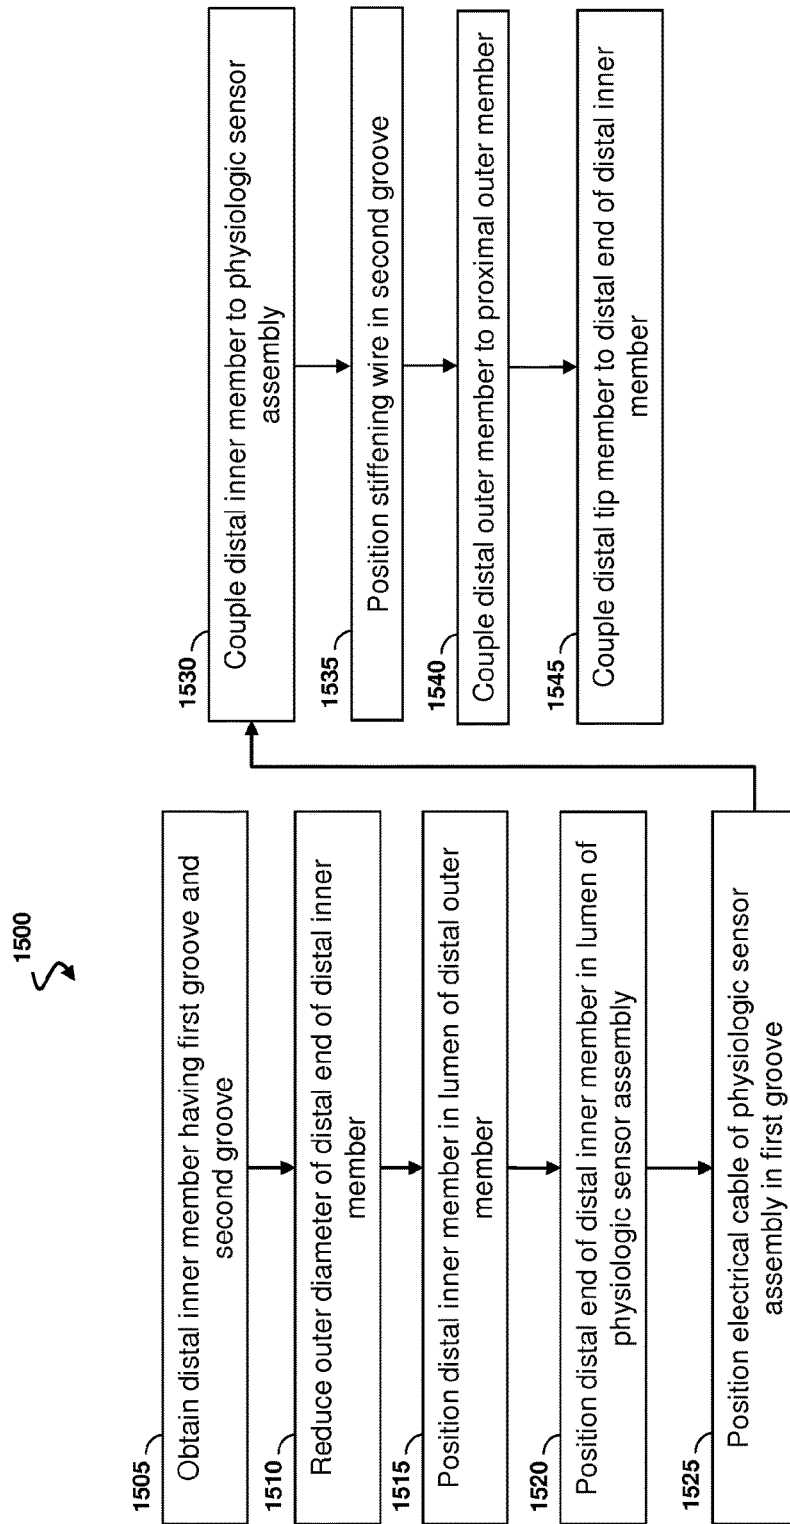 1500
1505
Obtain distal inner member having first groove and
second groove
1510
Reduce outer diameter of distal end of distal inner
member
1515
Position distal inner member in lumen of distal outer
member
1520
Position distal end of distal inner member in lumen of
physiologic sensor assembly
1525
Position electrical cable of physiologic sensor
assembly in first groove
1530
Couple distal inner member to physiologic sensor
assembly
1535
Position stiffening wire in second groove
1540
Couple distal outer member to proximal outer member
1545
Couple distal tip member to distal end of distal inner
member